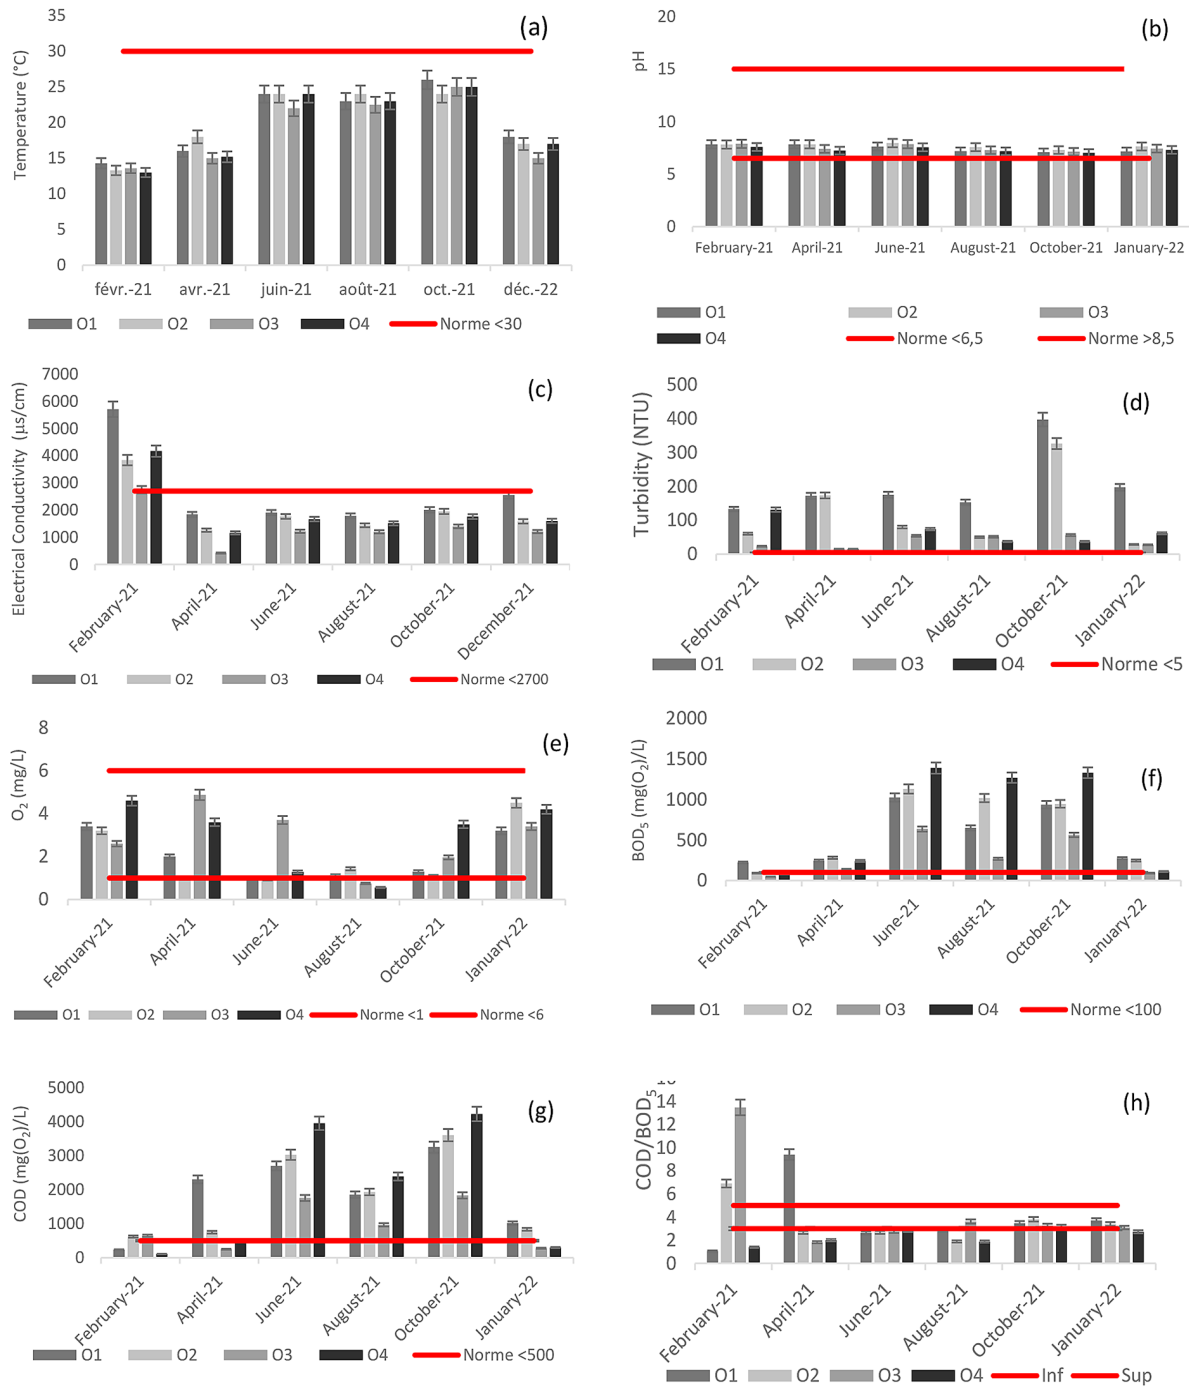 (a)
Temperature (°C)
35
30
25
20
15
10
5
0
févr.-21 avr.-21 juin-21 août-21 oct.-21 déc.-22
O1 O2 O3 O4 Norme <30
(b)
pH
20
15
10
5
0
February-21 April-21 June-21 August-21 October-21 January-22
O1 O2 O3
O4 Norme <6,5 Norme >8,5
(c)
Electrical Conductivity (µs/cm)
7000
6000
5000
4000
3000
2000
1000
0
February-21 April-21 June-21 August-21 October-21 December-21
O1 O2 O3 O4 Norme <2700
(d)
Turbidity (NTU)
500
400
300
200
100
0
February-21 April-21 June-21 August-21 October-21 January-22
O1 O2 O3 O4 Norme <5
(e)
O₂ (mg/L)
8
6
4
2
0
February-21 April-21 June-21 August-21 October-21 January-22
O1 O2 O3 O4 Norme <1 Norme <6
(f)
BOD₅ (mg(O₂)/L)
2000
1500
1000
500
0
February-21 April-21 June-21 August-21 October-21 January-22
O1 O2 O3 O4 Norme <100
(g)
COD (mg(O₂)/L)
5000
4000
3000
2000
1000
0
February-21 April-21 June-21 August-21 October-21 January-22
O1 O2 O3 O4 Norme <500
(h)
COD/BOD₅
16
14
12
10
8
6
4
2
0
February-21 April-21 June-21 August-21 October-21 January-22
O1 O2 O3 O4 Inf Sup